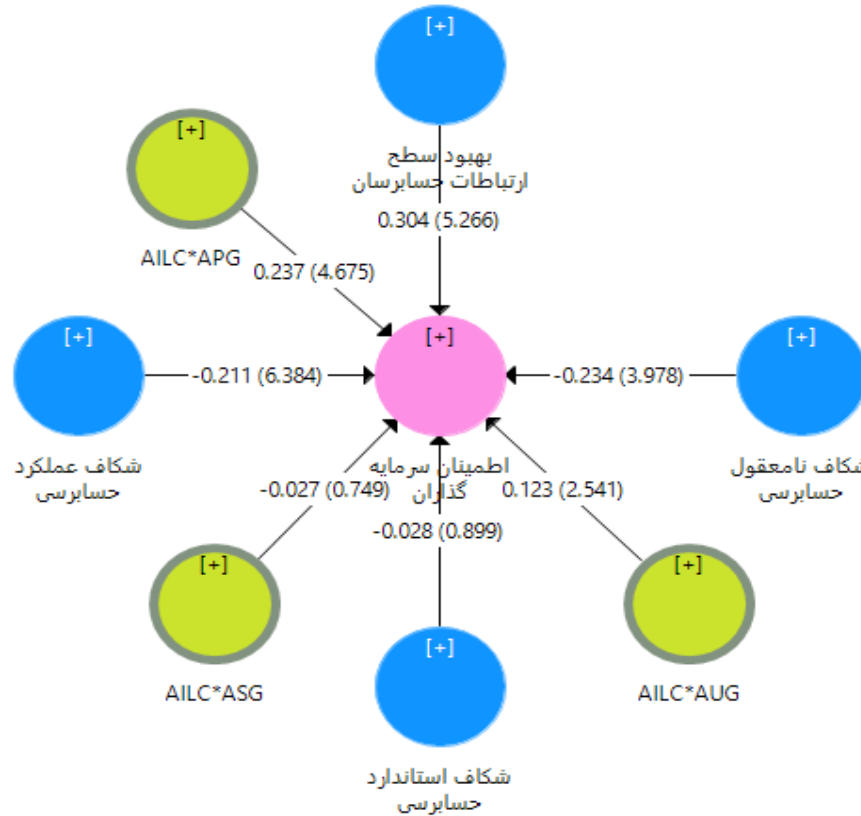 [+]
بهبود سطح
ارتباطات حسابرسان
0.304 (5.266)
[+]
AILC*APG
0.237 (4.675)
[+]
شکاف عملکرد
حسابرسی
-0.211 (6.384)
[+]
اطمینان سرمایه
گذاران
-0.234 (3.978)
[+]
شکاف نامعقول
حسابرسی
-0.027 (0.749)
-0.028 (0.899)
0.123 (2.541)
[+]
AILC*ASG
[+]
شکاف استاندارد
حسابرسی
[+]
AILC*AUG